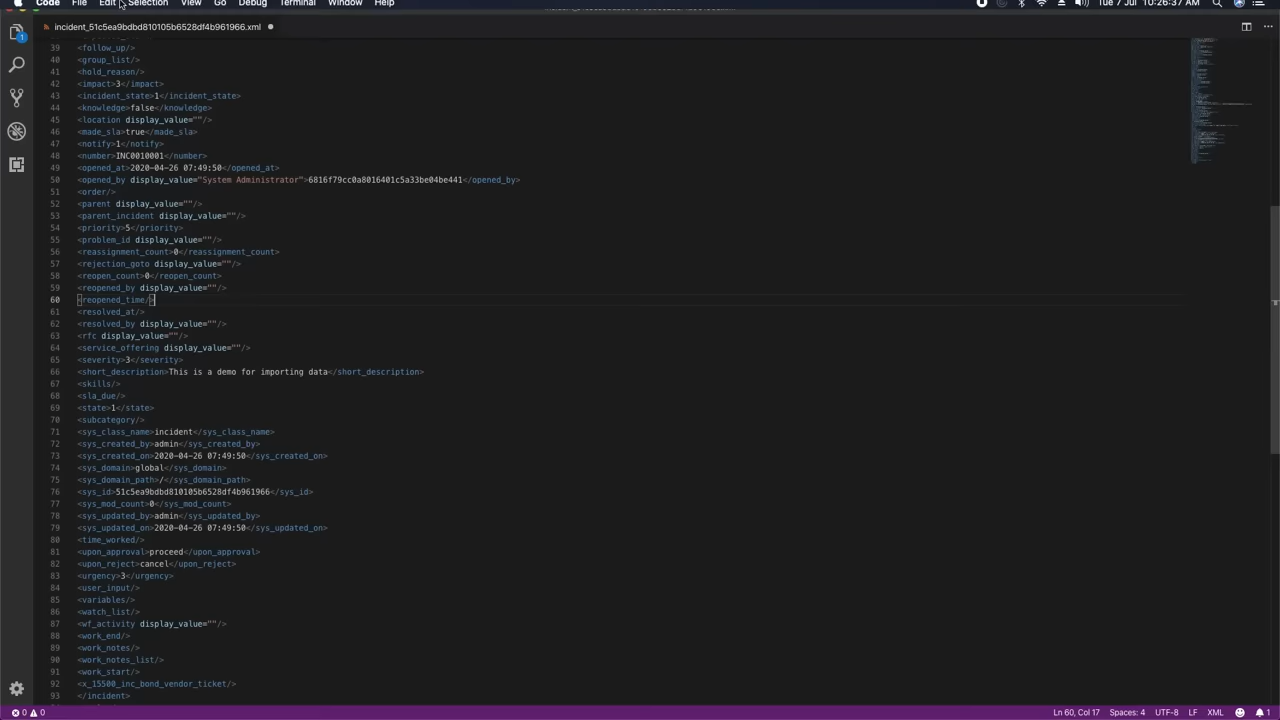 Code File Edit Selection View Go Debug Terminal Window Help Tue 7 Jul 10:26:37 AM
incident_51c5ea9bdbd810105b6528df4b961966.xml
39 <follow_up/>
40 <group_list/>
41 <hold_reason/>
42 <impact>3</impact>
43 <incident_state>1</incident_state>
44 <knowledge>false</knowledge>
45 <location display_value=""/>
46 <made_sla>true</made_sla>
47 <notify>1</notify>
48 <number>INC0010001</number>
49 <opened_at>2020-04-26 07:49:50</opened_at>
50 <opened_by display_value="System Administrator">6816f79cc0a8016401c5a33be04be441</opened_by>
51 <order/>
52 <parent display_value=""/>
53 <parent_incident display_value=""/>
54 <priority>5</priority>
55 <problem_id display_value=""/>
56 <reassignment_count>0</reassignment_count>
57 <rejection_goto display_value=""/>
58 <reopen_count>0</reopen_count>
59 <reopened_by display_value=""/>
60 <reopened_time/>
61 <resolved_at/>
62 <resolved_by display_value=""/>
63 <rfc display_value=""/>
64 <service_offering display_value=""/>
65 <severity>3</severity>
66 <short_description>This is a demo for importing data</short_description>
67 <skills/>
68 <sla_due/>
69 <state>1</state>
70 <subcategory/>
71 <sys_class_name>incident</sys_class_name>
72 <sys_created_by>admin</sys_created_by>
73 <sys_created_on>2020-04-26 07:49:50</sys_created_on>
74 <sys_domain>global</sys_domain>
75 <sys_domain_path>/</sys_domain_path>
76 <sys_id>51c5ea9bdbd810105b6528df4b961966</sys_id>
77 <sys_mod_count>0</sys_mod_count>
78 <sys_updated_by>admin</sys_updated_by>
79 <sys_updated_on>2020-04-26 07:49:50</sys_updated_on>
80 <time_worked/>
81 <upon_approval>proceed</upon_approval>
82 <upon_reject>cancel</upon_reject>
83 <urgency>3</urgency>
84 <user_input/>
85 <variables/>
86 <watch_list/>
87 <wf_activity display_value=""/>
88 <work_end/>
89 <work_notes/>
90 <work_notes_list/>
91 <work_start/>
92 <x_15500_inc_bond_vendor_ticket/>
93 </incident>
0 0 Ln 60, Col 17 Spaces: 4 UTF-8 LF XML 1